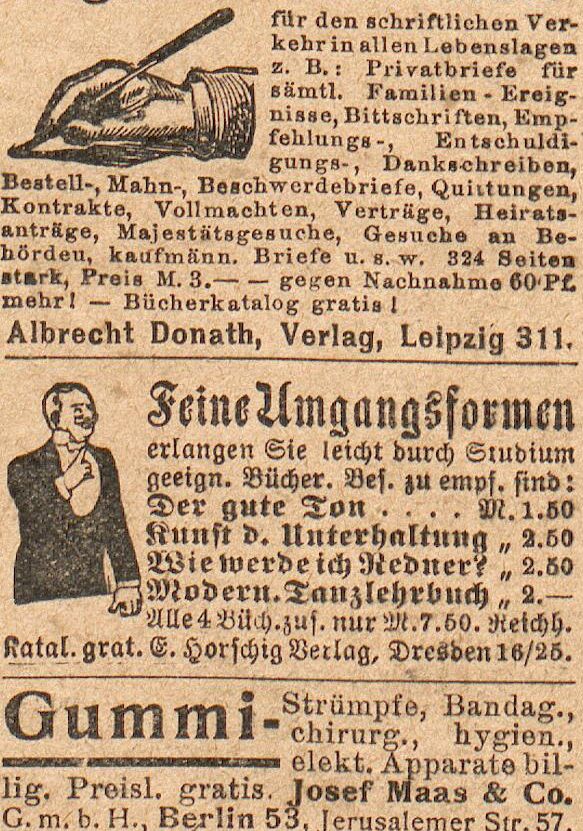 für den schriftlichen Ver-
kehr in allen Lebenslagen
z. B.: Privatbriefe für
sämtl. Familien-Ereig-
nisse, Bittschriften, Emp-
fehlungs-, Entschuldi-
gungs-, Dankschreiben,
Bestell-, Mahn-, Beschwerdebriefe, Quittungen,
Kontrakte, Vollmachten, Verträge, Heirats-
anträge, Majestätsgesuche, Gesuche an Be-
hördeu, kaufmänn. Briefe u. s. w. 324 Seiten
stark, Preis M. 3.— — gegen Nachnahme 60 Pf.
mehr! — Bücherkatalog gratis!
Albrecht Donath, Verlag, Leipzig 311.
Feine Umgangsformen
erlangen Sie leicht durch Studium
geeign. Bücher. Bes. zu empf. sind:
Der gute Ton . . . . M. 1.50
Kunst d. Unterhaltung „ 2.50
Wie werde ich Redner? „ 2.50
Modern. Tanzlehrbuch „ 2.—
Alle 4 Büch. zus. nur M. 7.50. Reichh.
Katal. grat. E. Horschig Verlag, Dresden 16/25.
Gummi-Strümpfe, Bandag.,
chirurg., hygien.,
elekt. Apparate bil-
lig. Preisl. gratis. Josef Maas & Co.
G. m. b. H., Berlin 53, Jerusalemer Str. 57.